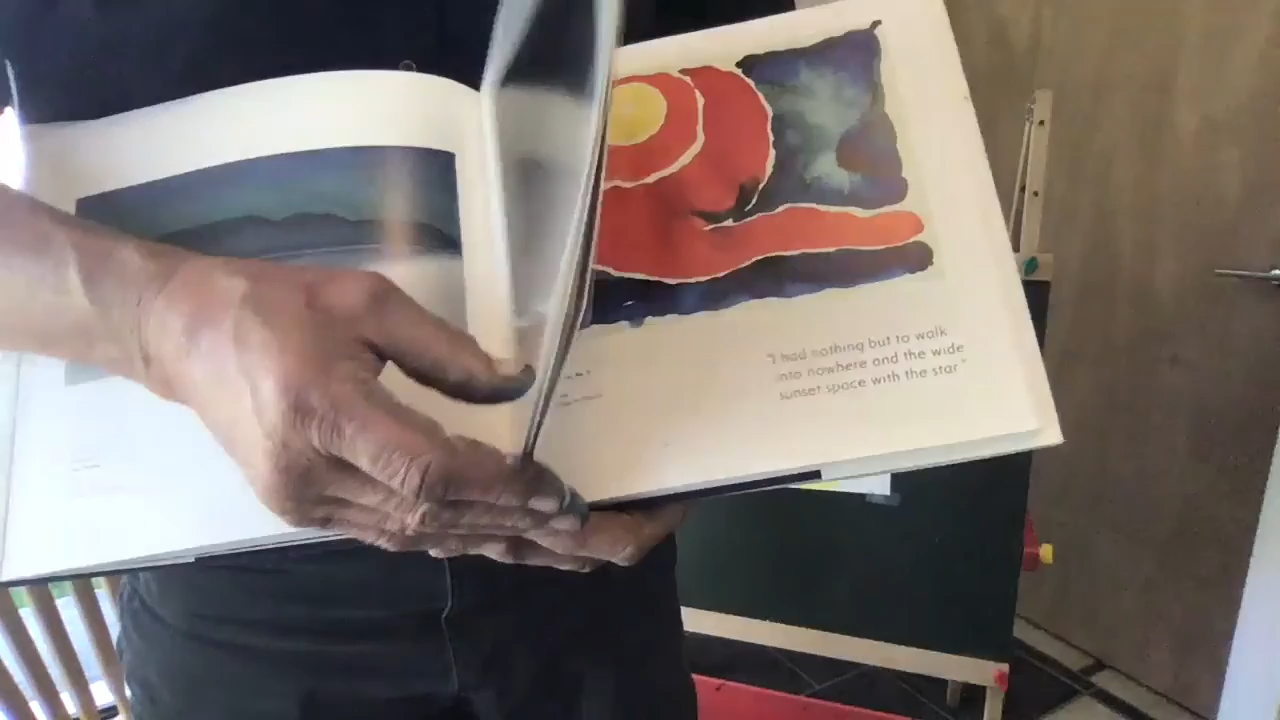 "I had nothing but to walk
into nowhere and the wide
sunset space with the star"